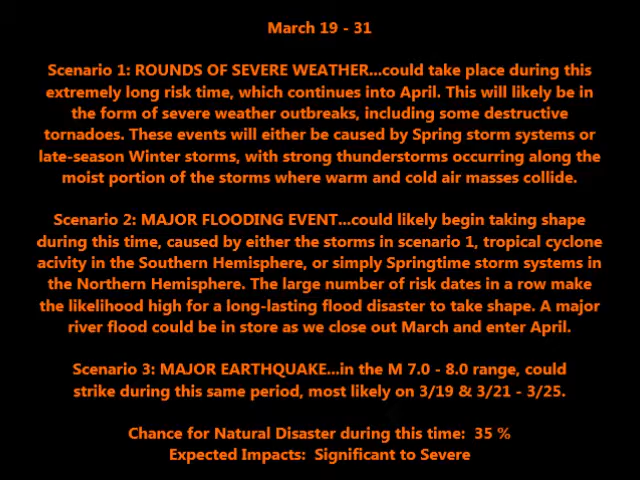 March 19 - 31
Scenario 1: ROUNDS OF SEVERE WEATHER...could take place during this
extremely long risk time, which continues into April. This will likely be in
the form of severe weather outbreaks, including some destructive
tornadoes. These events will either be caused by Spring storm systems or
late-season Winter storms, with strong thunderstorms occurring along the
moist portion of the storms where warm and cold air masses collide.
Scenario 2: MAJOR FLOODING EVENT...could likely begin taking shape
during this time, caused by either the storms in scenario 1, tropical cyclone
acivity in the Southern Hemisphere, or simply Springtime storm systems in
the Northern Hemisphere. The large number of risk dates in a row make
the likelihood high for a long-lasting flood disaster to take shape. A major
river flood could be in store as we close out March and enter April.
Scenario 3: MAJOR EARTHQUAKE...in the M 7.0 - 8.0 range, could
strike during this same period, most likely on 3/19 & 3/21 - 3/25.
Chance for Natural Disaster during this time: 35 %
Expected Impacts: Significant to Severe